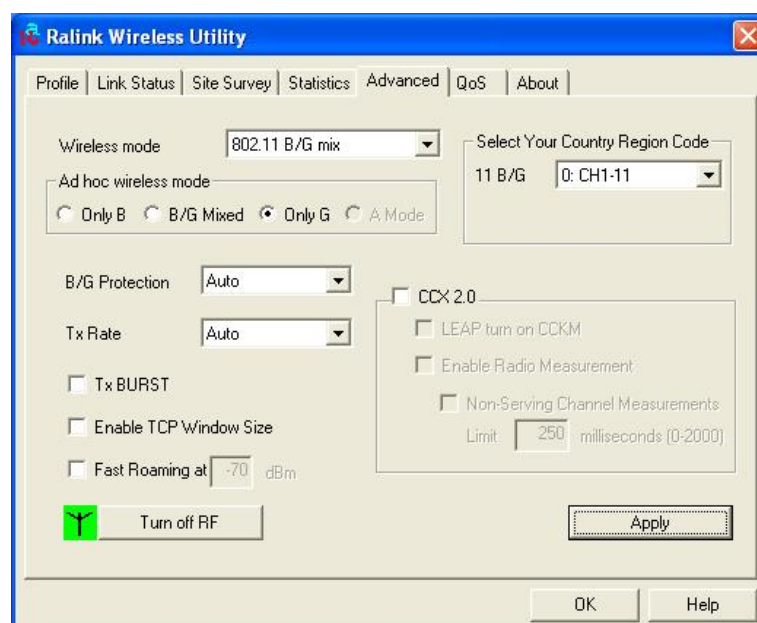 Ralink Wireless Utility
Profile Link Status Site Survey Statistics Advanced QoS About
Wireless mode 802.11 B/G mix
Select Your Country Region Code
11 B/G 0: CH1-11
Ad hoc wireless mode
Only B B/G Mixed Only G A Mode
B/G Protection Auto
Tx Rate Auto
Tx BURST
Enable TCP Window Size
Fast Roaming at -70 dBm
CCX 2.0
LEAP turn on CCKM
Enable Radio Measurement
Non-Serving Channel Measurements
Limit 250 milliseconds (0-2000)
Turn off RF
Apply
OK Help